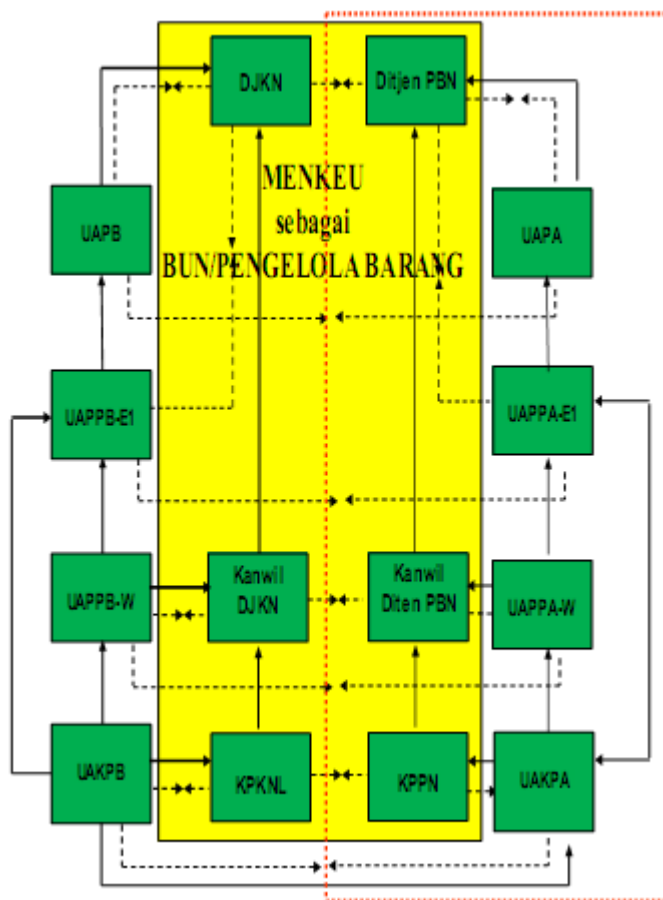 DJKN
Ditjen PBN
MENKEU
sebagai
BUN/PENGELOLA BARANG
UAPB
UAPA
UAPPB-E1
UAPPA-E1
UAPPB-W
Kanwil
DJKN
Kanwil
Diten PBN
UAPPA-W
UAKPB
KPKNL
KPPN
UAKPA